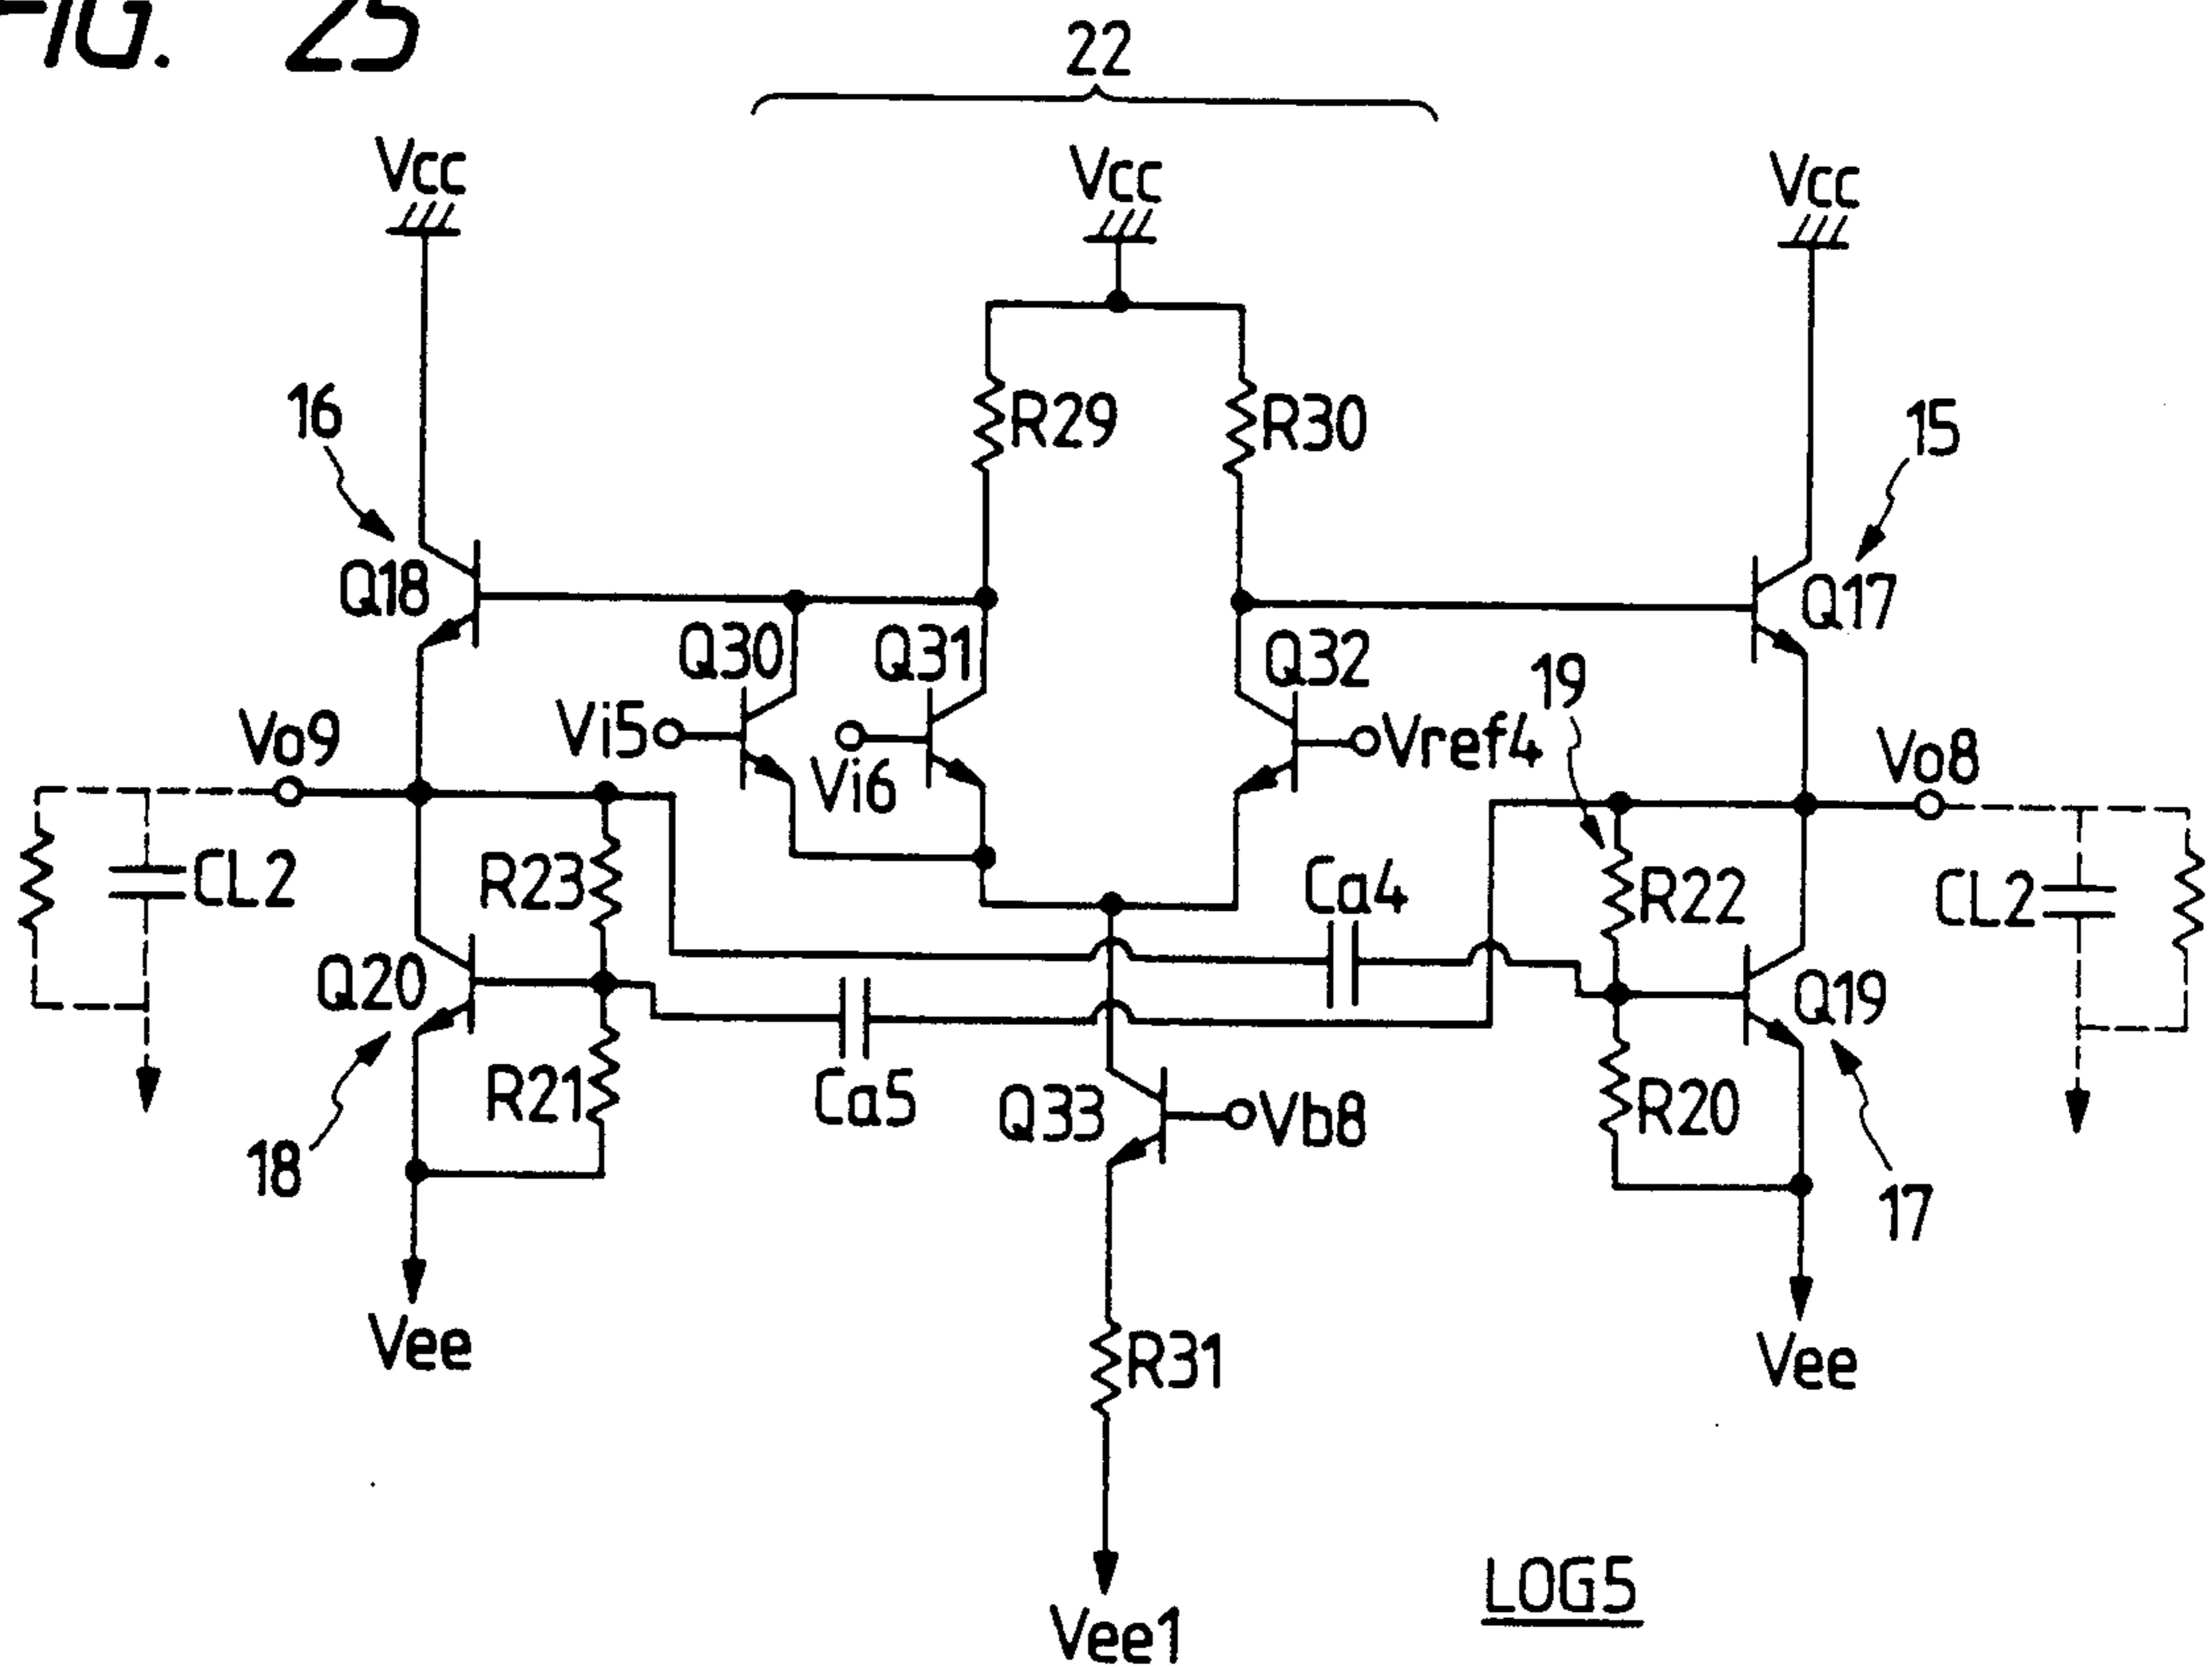 FIG. 25
22
Vcc
Vcc
Vcc
R29
R30
16
15
Q18
Q17
Q30
Q31
Q32
19
Vi5
Vi6
Vref4
Vo9
Vo8
CL2
R23
Ca4
R22
CL2
Q20
Q19
R21
Ca5
Q33
Vb8
R20
18
17
Vee
R31
Vee
LOG5
Vee1